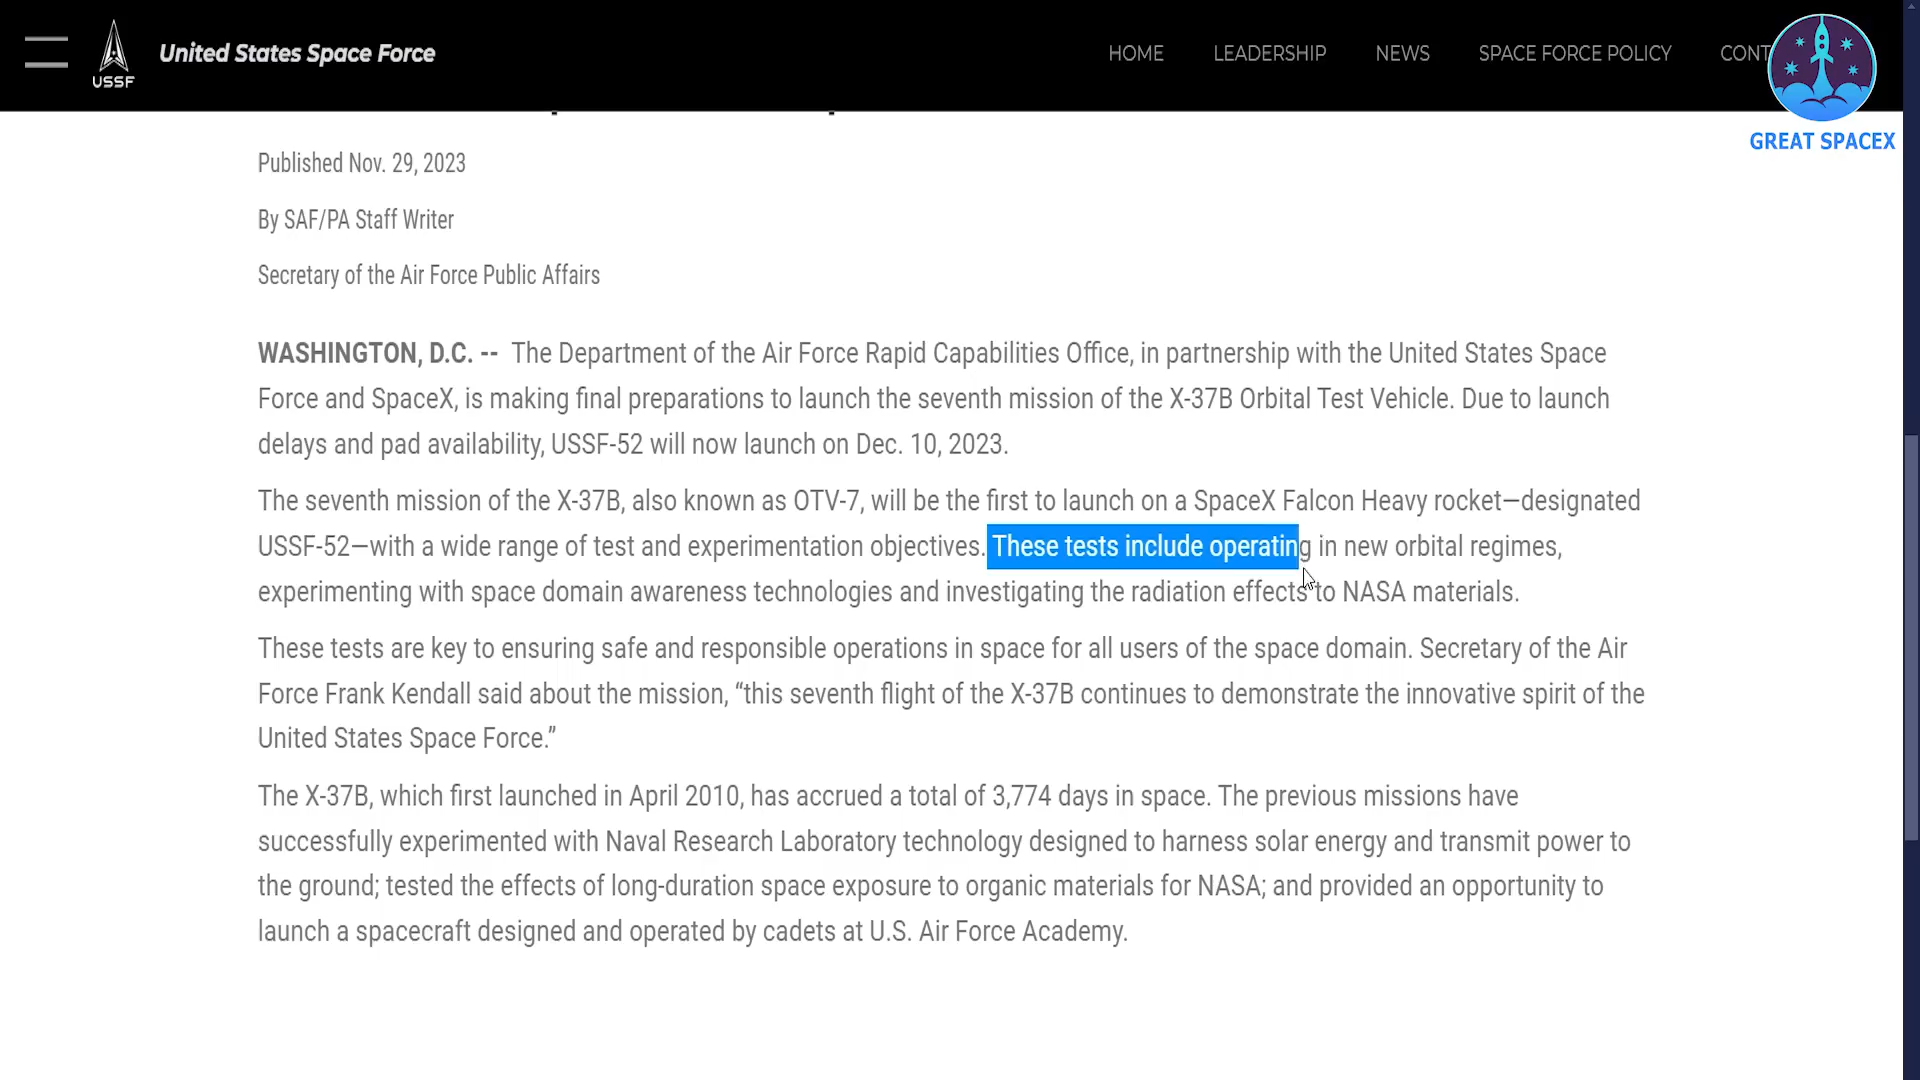 United States Space Force
USSF
HOME LEADERSHIP NEWS SPACE FORCE POLICY CONT
GREAT SPACEX
Published Nov. 29, 2023
By SAF/PA Staff Writer
Secretary of the Air Force Public Affairs
WASHINGTON, D.C. -- The Department of the Air Force Rapid Capabilities Office, in partnership with the United States Space
Force and SpaceX, is making final preparations to launch the seventh mission of the X-37B Orbital Test Vehicle. Due to launch
delays and pad availability, USSF-52 will now launch on Dec. 10, 2023.
The seventh mission of the X-37B, also known as OTV-7, will be the first to launch on a SpaceX Falcon Heavy rocket—designated
USSF-52—with a wide range of test and experimentation objectives. These tests include operating in new orbital regimes,
experimenting with space domain awareness technologies and investigating the radiation effects to NASA materials.
These tests are key to ensuring safe and responsible operations in space for all users of the space domain. Secretary of the Air
Force Frank Kendall said about the mission, “this seventh flight of the X-37B continues to demonstrate the innovative spirit of the
United States Space Force.”
The X-37B, which first launched in April 2010, has accrued a total of 3,774 days in space. The previous missions have
successfully experimented with Naval Research Laboratory technology designed to harness solar energy and transmit power to
the ground; tested the effects of long-duration space exposure to organic materials for NASA; and provided an opportunity to
launch a spacecraft designed and operated by cadets at U.S. Air Force Academy.